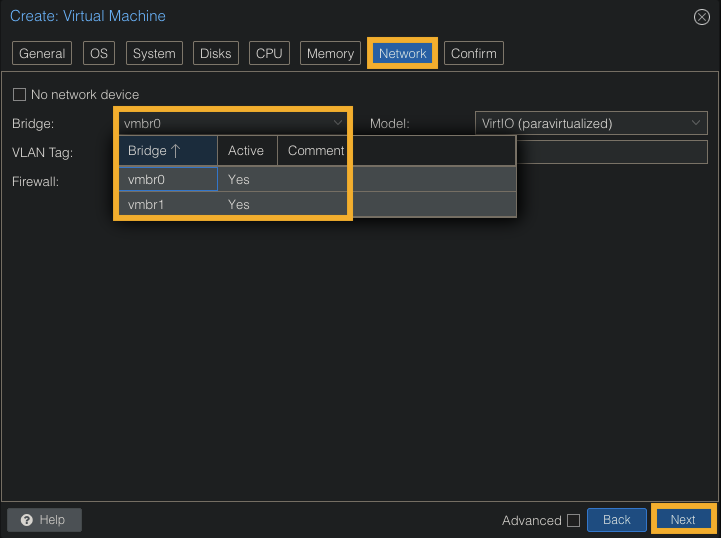 Create: Virtual Machine
General OS System Disks CPU Memory Network Confirm
No network device
Bridge: vmbr0 Model: VirtIO (paravirtualized)
VLAN Tag: Bridge ↑ Active Comment
Firewall: vmbr0 Yes
vmbr1 Yes
Help Advanced Back Next